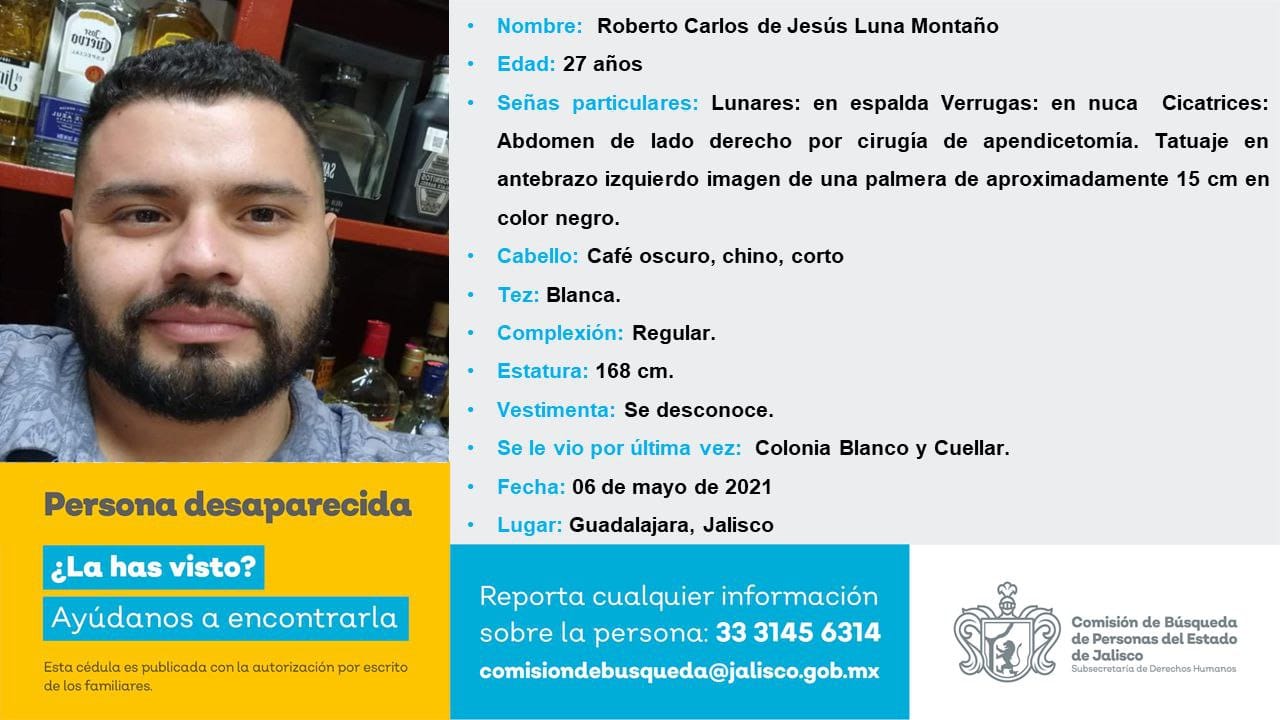 Jose
Cuervo
ESPECIAL
• Nombre: Roberto Carlos de Jesús Luna Montaño
• Edad: 27 años
• Señas particulares: Lunares: en espalda Verrugas: en nuca Cicatrices:
Abdomen de lado derecho por cirugía de apendicetomía. Tatuaje en
antebrazo izquierdo imagen de una palmera de aproximadamente 15 cm en
color negro.
• Cabello: Café oscuro, chino, corto
• Tez: Blanca.
• Complexión: Regular.
• Estatura: 168 cm.
• Vestimenta: Se desconoce.
• Se le vio por última vez: Colonia Blanco y Cuellar.
• Fecha: 06 de mayo de 2021
• Lugar: Guadalajara, Jalisco
Persona desaparecida
¿La has visto?
Ayúdanos a encontrarla
Esta cédula es publicada con la autorización por escrito
de los familiares.
Reporta cualquier información
sobre la persona: 33 3145 6314
comisiondebusqueda@jalisco.gob.mx
Comisión de Búsqueda
de Personas del Estado
de Jalisco
Subsecretaría de Derechos Humanos